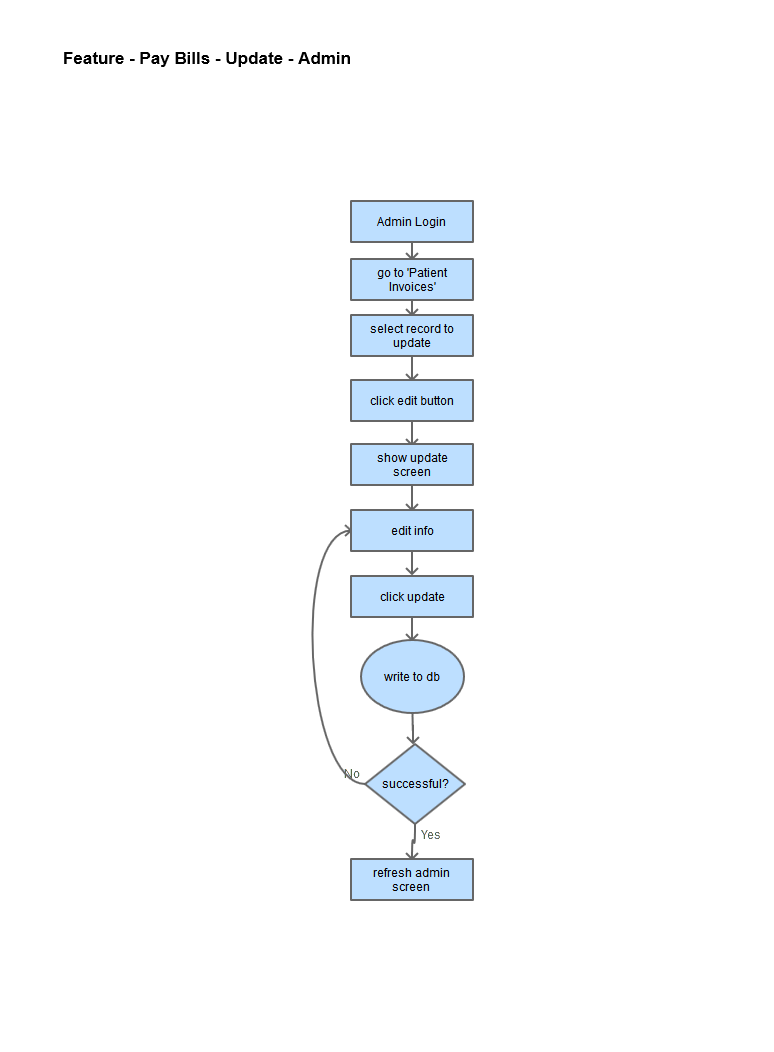 Feature - Pay Bills - Update - Admin
Admin Login
go to 'Patient
Invoices'
select record to
update
click edit button
show update
screen
edit info
click update
write to db
No
successful?
Yes
refresh admin
screen